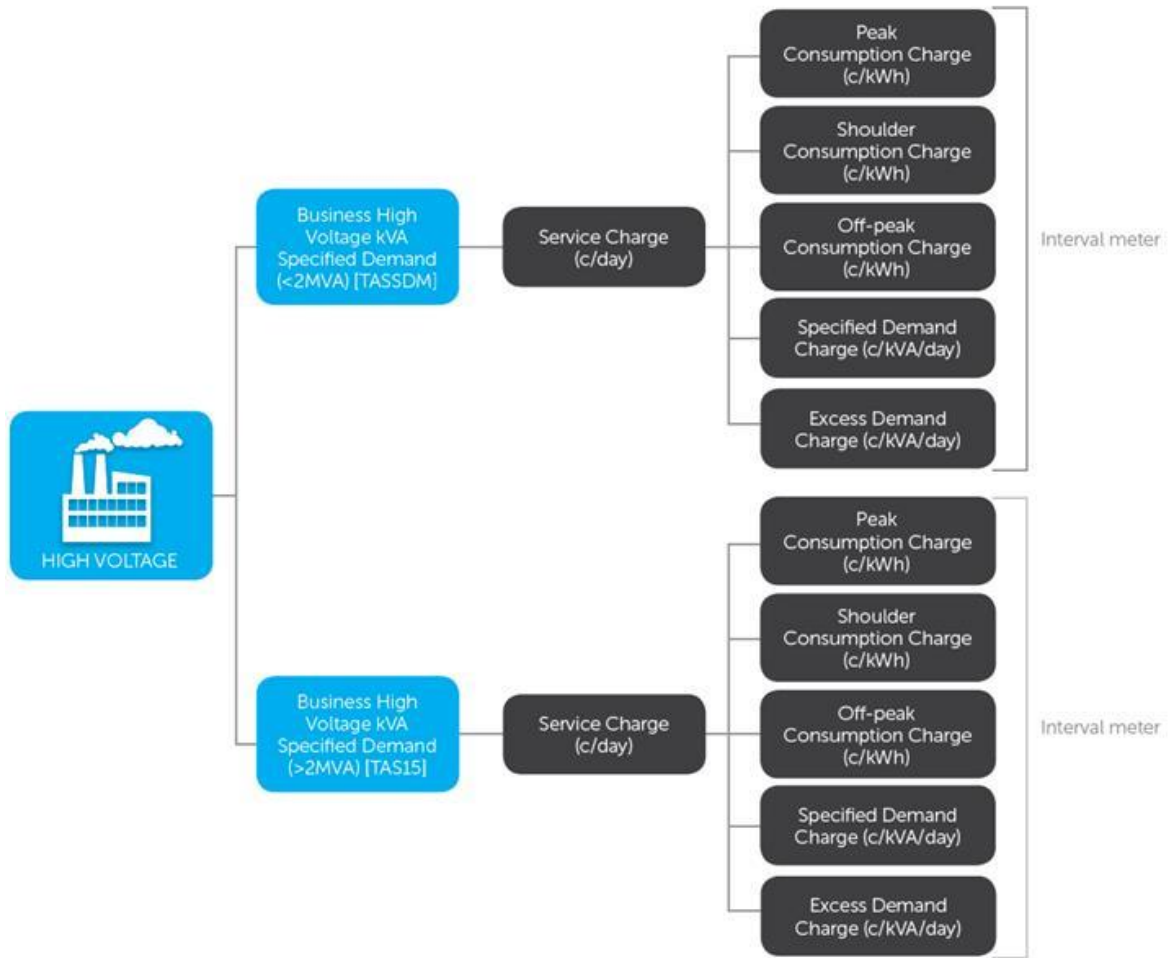 HIGH VOLTAGE
Business High
Voltage kVA
Specified Demand
(<2MVA) [TASSDM]
Service Charge
(c/day)
Peak
Consumption Charge
(c/kWh)
Shoulder
Consumption Charge
(c/kWh)
Off-peak
Consumption Charge
(c/kWh)
Specified Demand
Charge (c/kVA/day)
Excess Demand
Charge (c/kVA/day)
Interval meter
Business High
Voltage kVA
Specified Demand
(>2MVA) [TAS15]
Service Charge
(c/day)
Peak
Consumption Charge
(c/kWh)
Shoulder
Consumption Charge
(c/kWh)
Off-peak
Consumption Charge
(c/kWh)
Specified Demand
Charge (c/kVA/day)
Excess Demand
Charge (c/kVA/day)
Interval meter